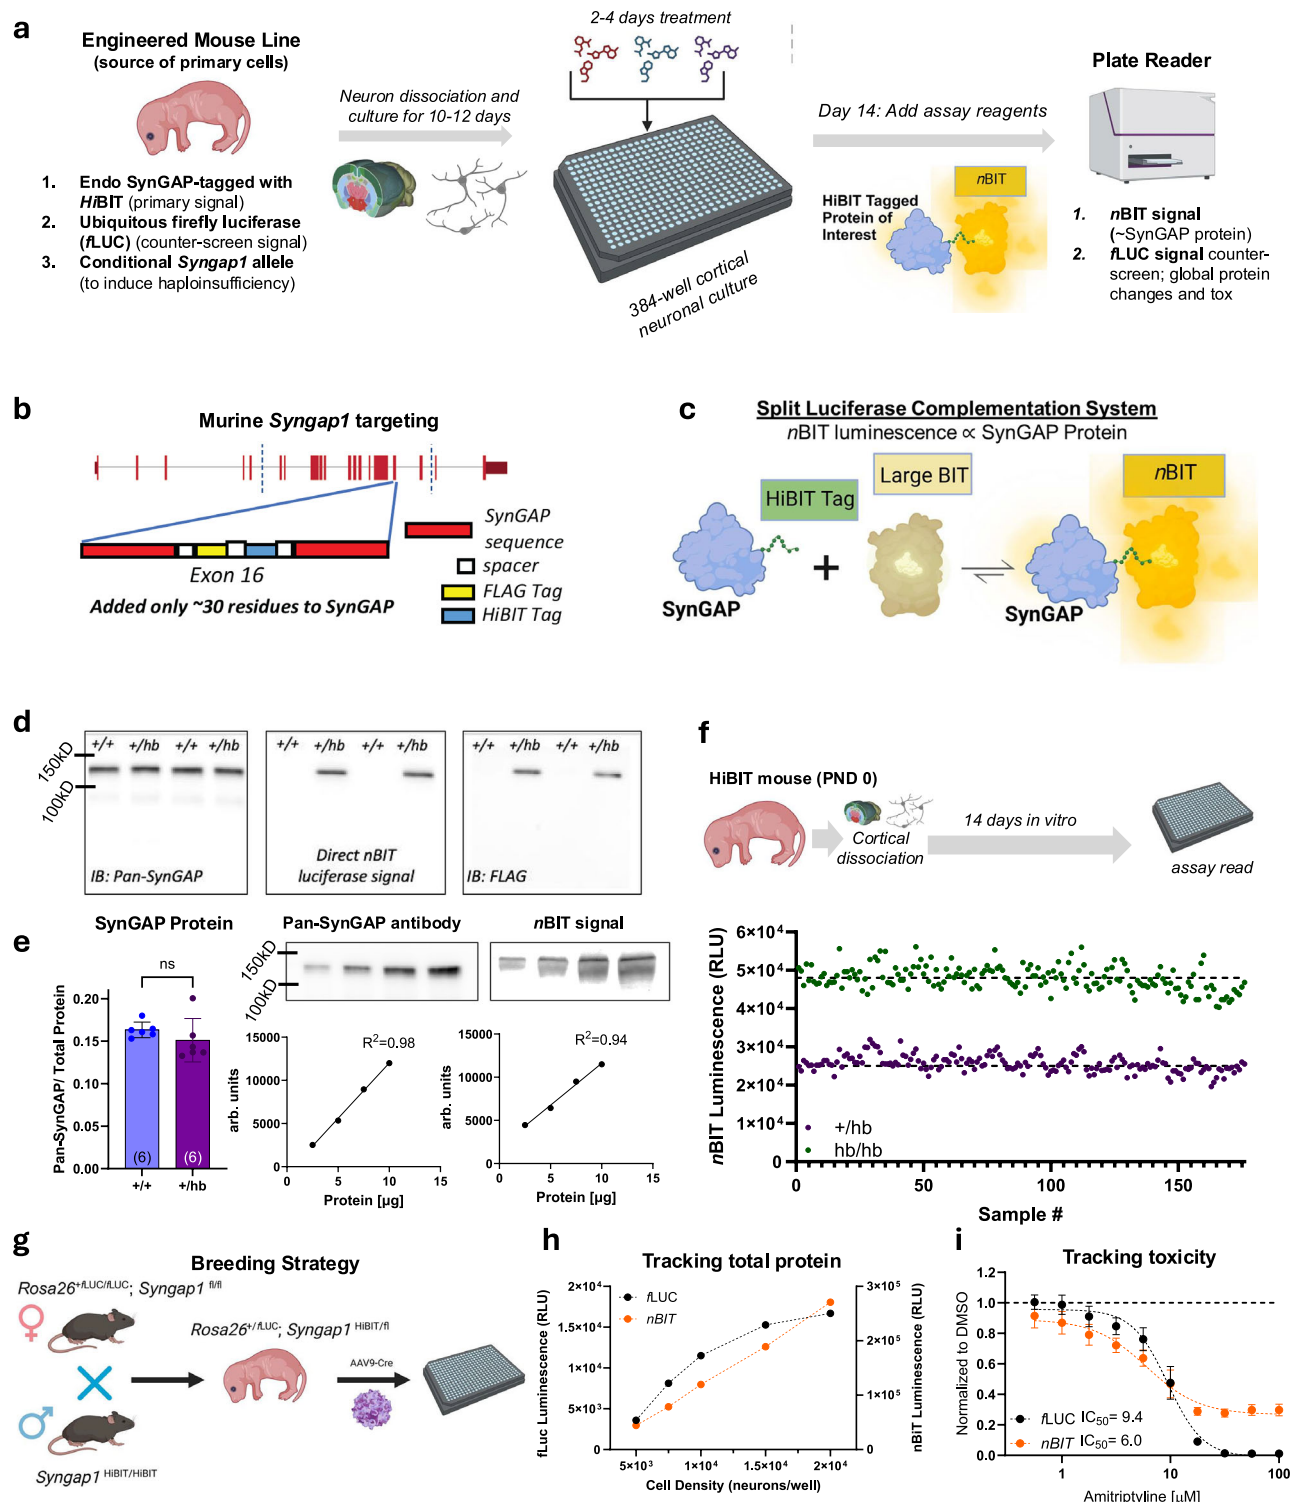 a
Engineered Mouse Line
(source of primary cells)
1. Endo SynGAP-tagged with
HiBIT (primary signal)
2. Ubiquitous firefly luciferase
(fLUC) (counter-screen signal)
3. Conditional Syngap1 allele
(to induce haploinsufficiency)
Neuron dissociation and
culture for 10-12 days
2-4 days treatment
384-well cortical
neuronal culture
Day 14: Add assay reagents
HiBIT Tagged
Protein of
Interest
nBIT
Plate Reader
1. nBIT signal
(~SynGAP protein)
2. fLUC signal counter-
screen; global protein
changes and tox
b
Murine Syngap1 targeting
Exon 16
Added only ~30 residues to SynGAP
SynGAP
sequence
spacer
FLAG Tag
HiBIT Tag
c
Split Luciferase Complementation System
nBIT luminescence ∝ SynGAP Protein
HiBIT Tag
Large BIT
nBIT
SynGAP
+
SynGAP
d
150kD
100kD
+/+ +/hb +/+ +/hb
IB: Pan-SynGAP
+/+ +/hb +/+ +/hb
Direct nBIT
luciferase signal
+/+ +/hb +/+ +/hb
IB: FLAG
e
SynGAP Protein
ns
Pan-SynGAP/ Total Protein
0.20
0.15
0.10
0.05
0.00
(6) (6)
+/+ +/hb
Pan-SynGAP antibody
150kD
100kD
R²=0.98
arb. units
15000
10000
5000
0
0 5 10 15
Protein [µg]
nBIT signal
R²=0.94
arb. units
15000
10000
5000
0
0 5 10 15
Protein [µg]
f
HiBIT mouse (PND 0)
Cortical
dissociation
14 days in vitro
assay read
nBIT Luminescence (RLU)
6×10⁴
5×10⁴
4×10⁴
3×10⁴
2×10⁴
1×10⁴
0
+/hb
hb/hb
0 50 100 150
Sample #
g
Breeding Strategy
Rosa26⁺fLUC/fLUC; Syngap1 fl/fl
Rosa26+/fLUC; Syngap1 HiBIT/fl
AAV9-Cre
Syngap1 HiBIT/HiBIT
h
Tracking total protein
fLuc Luminescence (RLU)
2×10⁴
1.5×10⁴
1×10⁴
5×10³
0
fLUC
nBIT
3×10⁵
2×10⁵
1×10⁵
0
nBiT Luminescence (RLU)
5×10³ 1×10⁴ 1.5×10⁴ 2×10⁴
Cell Density (neurons/well)
i
Tracking toxicity
Normalized to DMSO
1.2
1.0
0.8
0.6
0.4
0.2
0.0
fLUC IC₅₀= 9.4
nBIT IC₅₀= 6.0
1 10 100
Amitriptyline [µM]